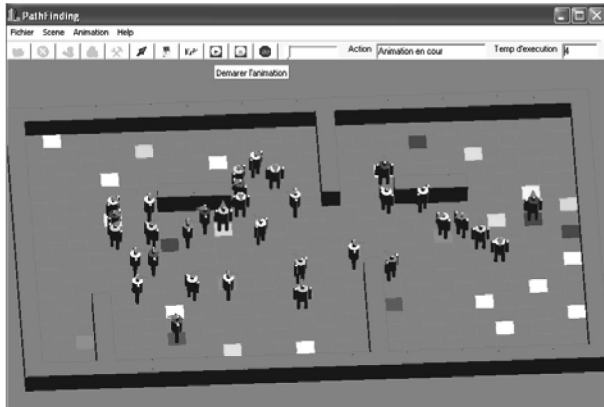 PathFinding
Fichier Scene Animation Help
Action Animation en cour Temp d'execution 4
Demarer l'animation